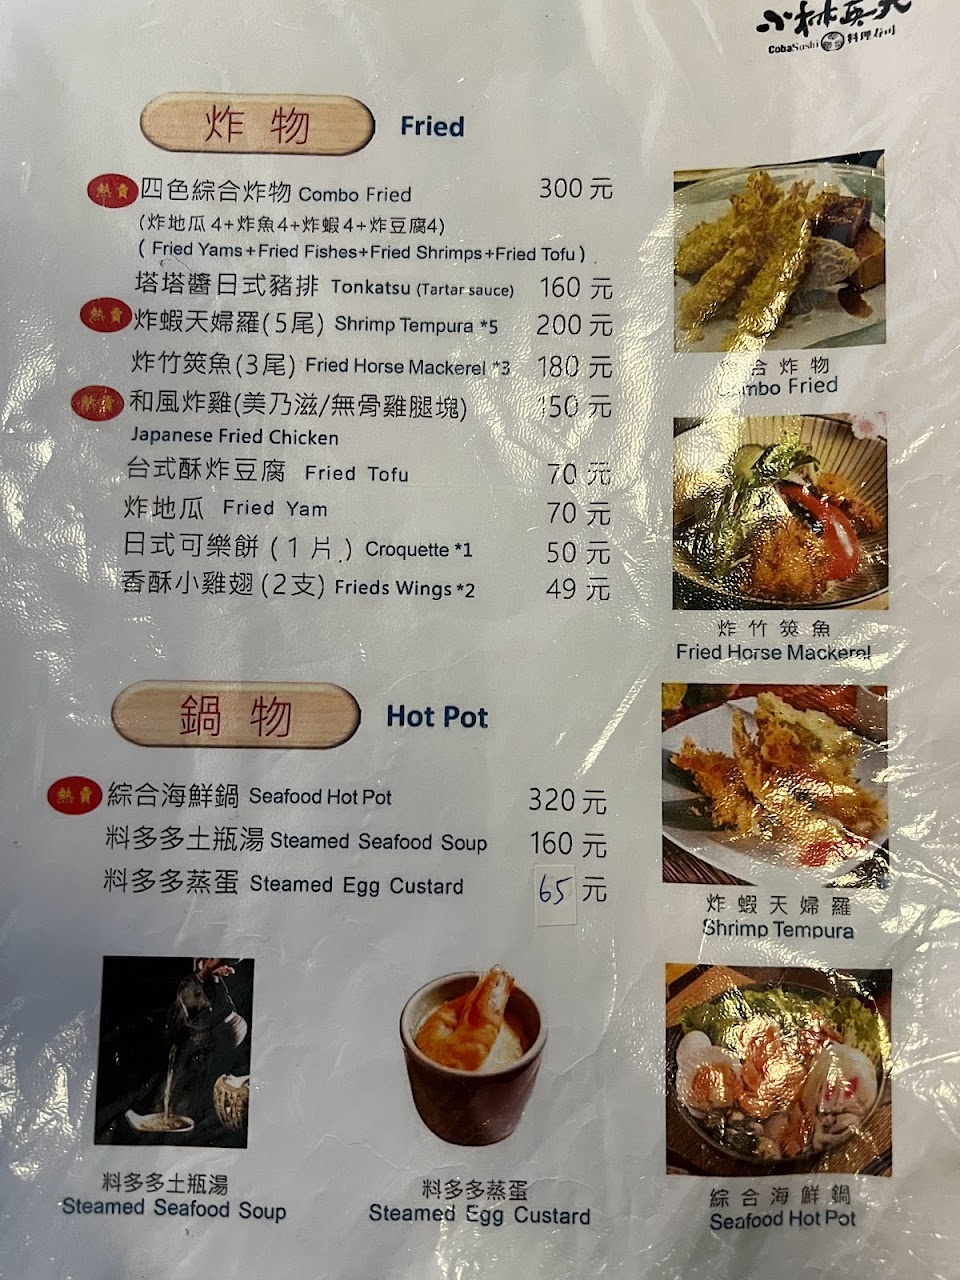 CobaSushi 料理壽司
炸物 Fried
熱賣 四色綜合炸物 Combo Fried 300元
(炸地瓜4+炸魚4+炸蝦4+炸豆腐4)
( Fried Yams+Fried Fishes+Fried Shrimps+Fried Tofu )
塔塔醬日式豬排 Tonkatsu (Tartar sauce) 160元
熱賣 炸蝦天婦羅(5尾) Shrimp Tempura *5 200元
炸竹筴魚(3尾) Fried Horse Mackerel *3 180元
熱賣 和風炸雞(美乃滋/無骨雞腿塊) 150元
Japanese Fried Chicken
台式酥炸豆腐 Fried Tofu 70元
炸地瓜 Fried Yam 70元
日式可樂餅(1片.) Croquette *1 50元
香酥小雞翅(2支) Frieds Wings *2 49元
鍋物 Hot Pot
熱賣 綜合海鮮鍋 Seafood Hot Pot 320元
料多多土瓶湯 Steamed Seafood Soup 160元
料多多蒸蛋 Steamed Egg Custard 65元
合炸物
Combo Fried
炸竹筴魚
Fried Horse Mackerel
炸蝦天婦羅
Shrimp Tempura
綜合海鮮鍋
Seafood Hot Pot
料多多土瓶湯
Steamed Seafood Soup
料多多蒸蛋
Steamed Egg Custard